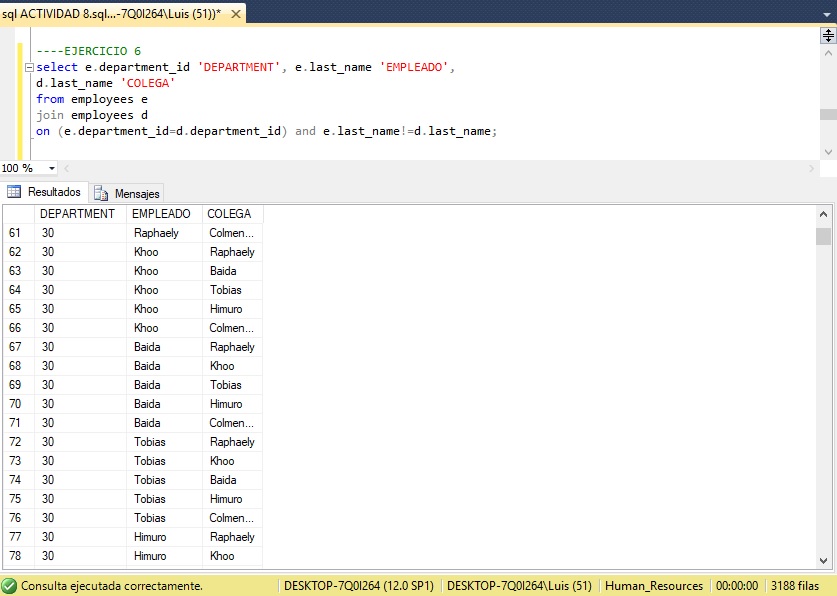 sql ACTIVIDAD 8.sql...-7Q0I264\Luis (51))*
----EJERCICIO 6
select e.department_id 'DEPARTMENT', e.last_name 'EMPLEADO',
d.last_name 'COLEGA'
from employees e
join employees d
on (e.department_id=d.department_id) and e.last_name!=d.last_name;
100 %
Resultados Mensajes
DEPARTMENT EMPLEADO COLEGA
61 30 Raphaely Colmen...
62 30 Khoo Raphaely
63 30 Khoo Baida
64 30 Khoo Tobias
65 30 Khoo Himuro
66 30 Khoo Colmen...
67 30 Baida Raphaely
68 30 Baida Khoo
69 30 Baida Tobias
70 30 Baida Himuro
71 30 Baida Colmen...
72 30 Tobias Raphaely
73 30 Tobias Khoo
74 30 Tobias Baida
75 30 Tobias Himuro
76 30 Tobias Colmen...
77 30 Himuro Raphaely
78 30 Himuro Khoo
Consulta ejecutada correctamente. DESKTOP-7Q0I264 (12.0 SP1) DESKTOP-7Q0I264\Luis (51) Human_Resources 00:00:00 3188 filas